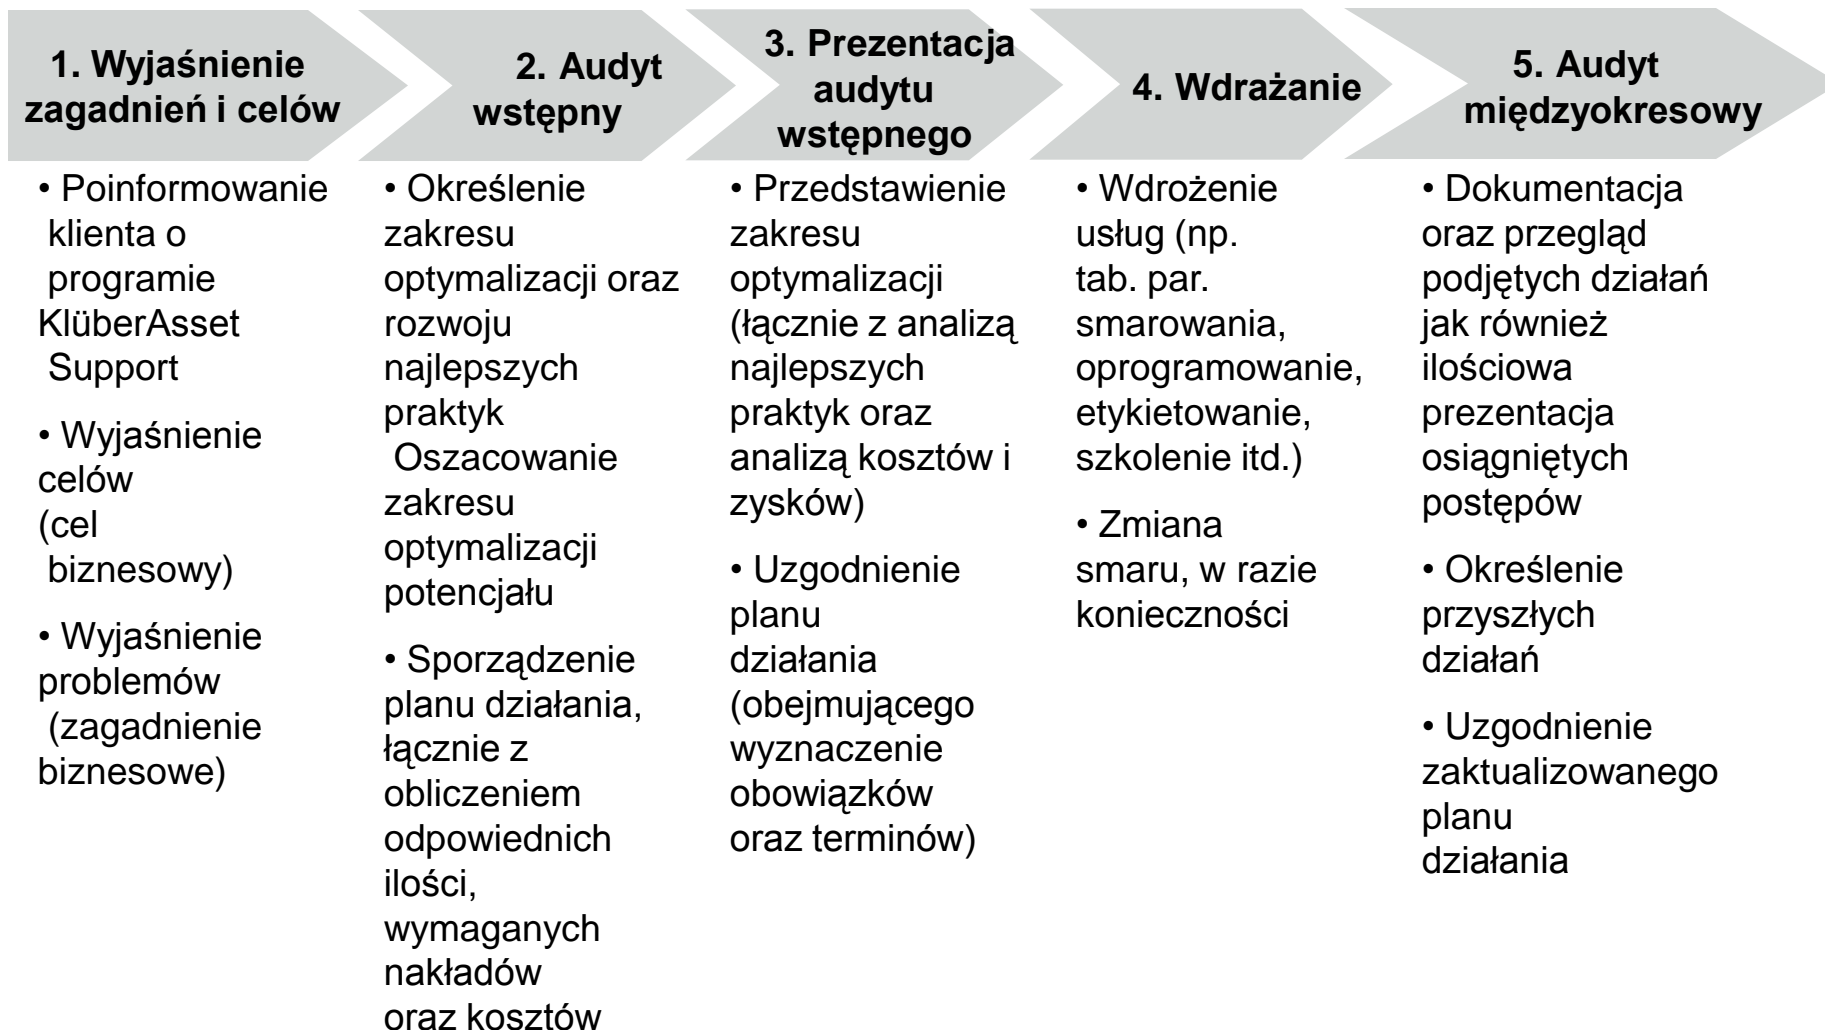 1. Wyjaśnienie
zagadnień i celów
2. Audyt
wstępny
3. Prezentacja
audytu
wstępnego
4. Wdrażanie
5. Audyt
międzyokresowy
• Poinformowanie
klienta o
programie
KlüberAsset
Support
• Wyjaśnienie
celów
(cel
biznesowy)
• Wyjaśnienie
problemów
(zagadnienie
biznesowe)
• Określenie
zakresu
optymalizacji oraz
rozwoju
najlepszych
praktyk
Oszacowanie
zakresu
optymalizacji
potencjału
• Sporządzenie
planu działania,
łącznie z
obliczeniem
odpowiednich
ilości,
wymaganych
nakładów
oraz kosztów
• Przedstawienie
zakresu
optymalizacji
(łącznie z analizą
najlepszych
praktyk oraz
analizą kosztów i
zysków)
• Uzgodnienie
planu
działania
(obejmującego
wyznaczenie
obowiązków
oraz terminów)
• Wdrożenie
usług (np.
tab. par.
smarowania,
oprogramowanie,
etykietowanie,
szkolenie itd.)
• Zmiana
smaru, w razie
konieczności
• Dokumentacja
oraz przegląd
podjętych działań
jak również
ilościowa
prezentacja
osiągniętych
postępów
• Określenie
przyszłych
działań
• Uzgodnienie
zaktualizowanego
planu
działania